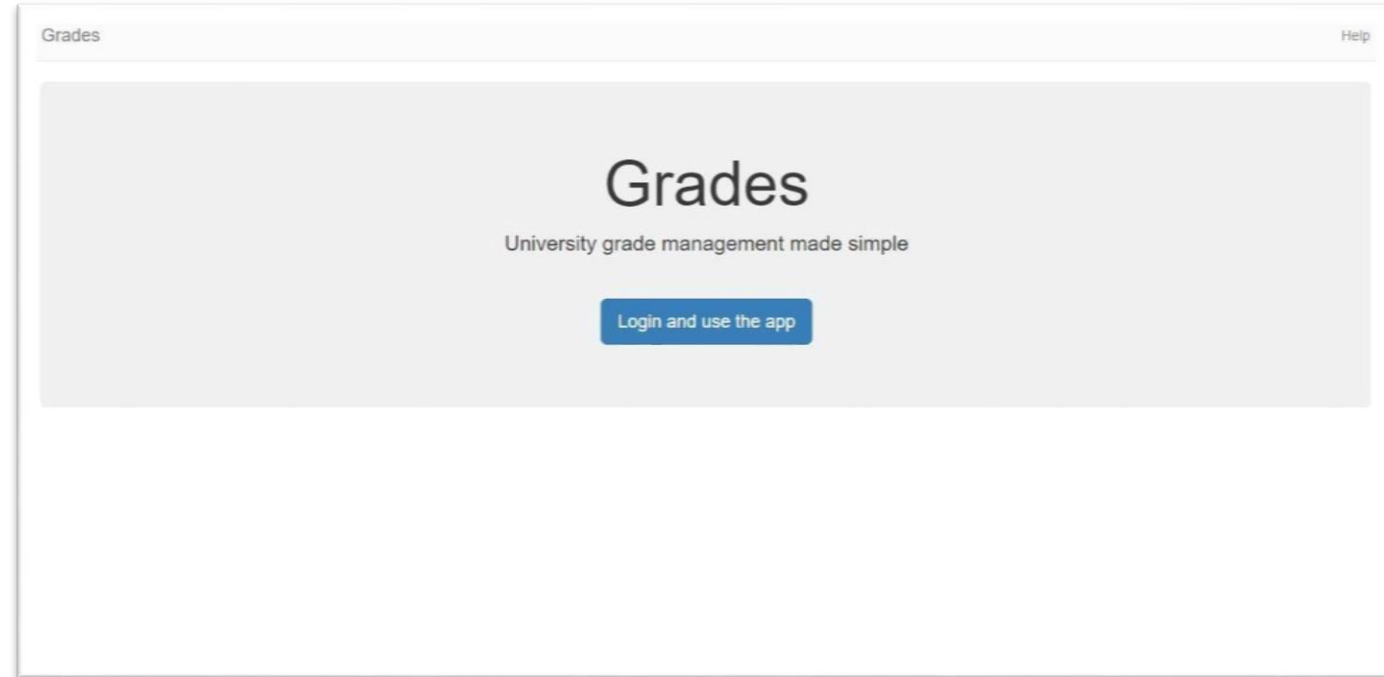 Grades
Help
Grades
University grade management made simple
Login and use the app